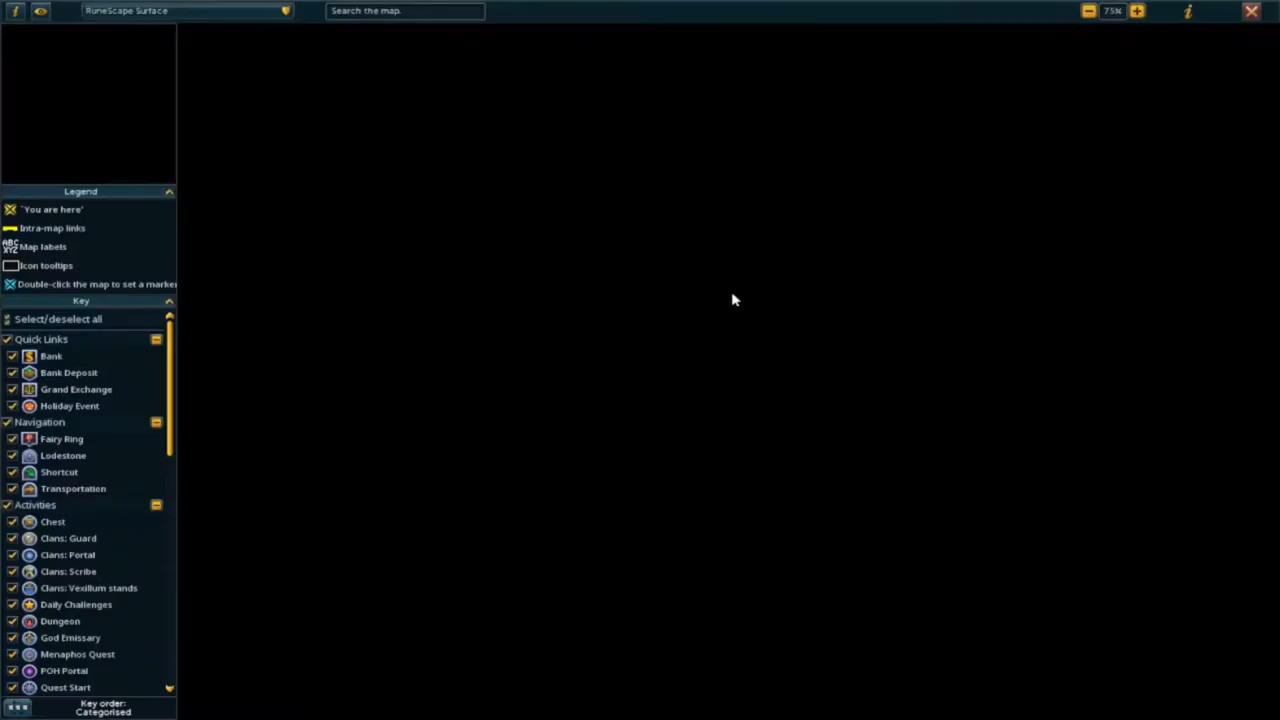 RuneScape Surface
Search the map.
75%
Legend
`You are here'
Intra-map links
ABC
XYZ
Map labels
Icon tooltips
Double-click the map to set a marker
Key
Select/deselect all
Quick Links
Bank
Bank Deposit
Grand Exchange
Holiday Event
Navigation
Fairy Ring
Lodestone
Shortcut
Transportation
Activities
Chest
Clans: Guard
Clans: Portal
Clans: Scribe
Clans: Vexillum stands
Daily Challenges
Dungeon
God Emissary
Menaphos Quest
POH Portal
Quest Start
Key order:
Categorised